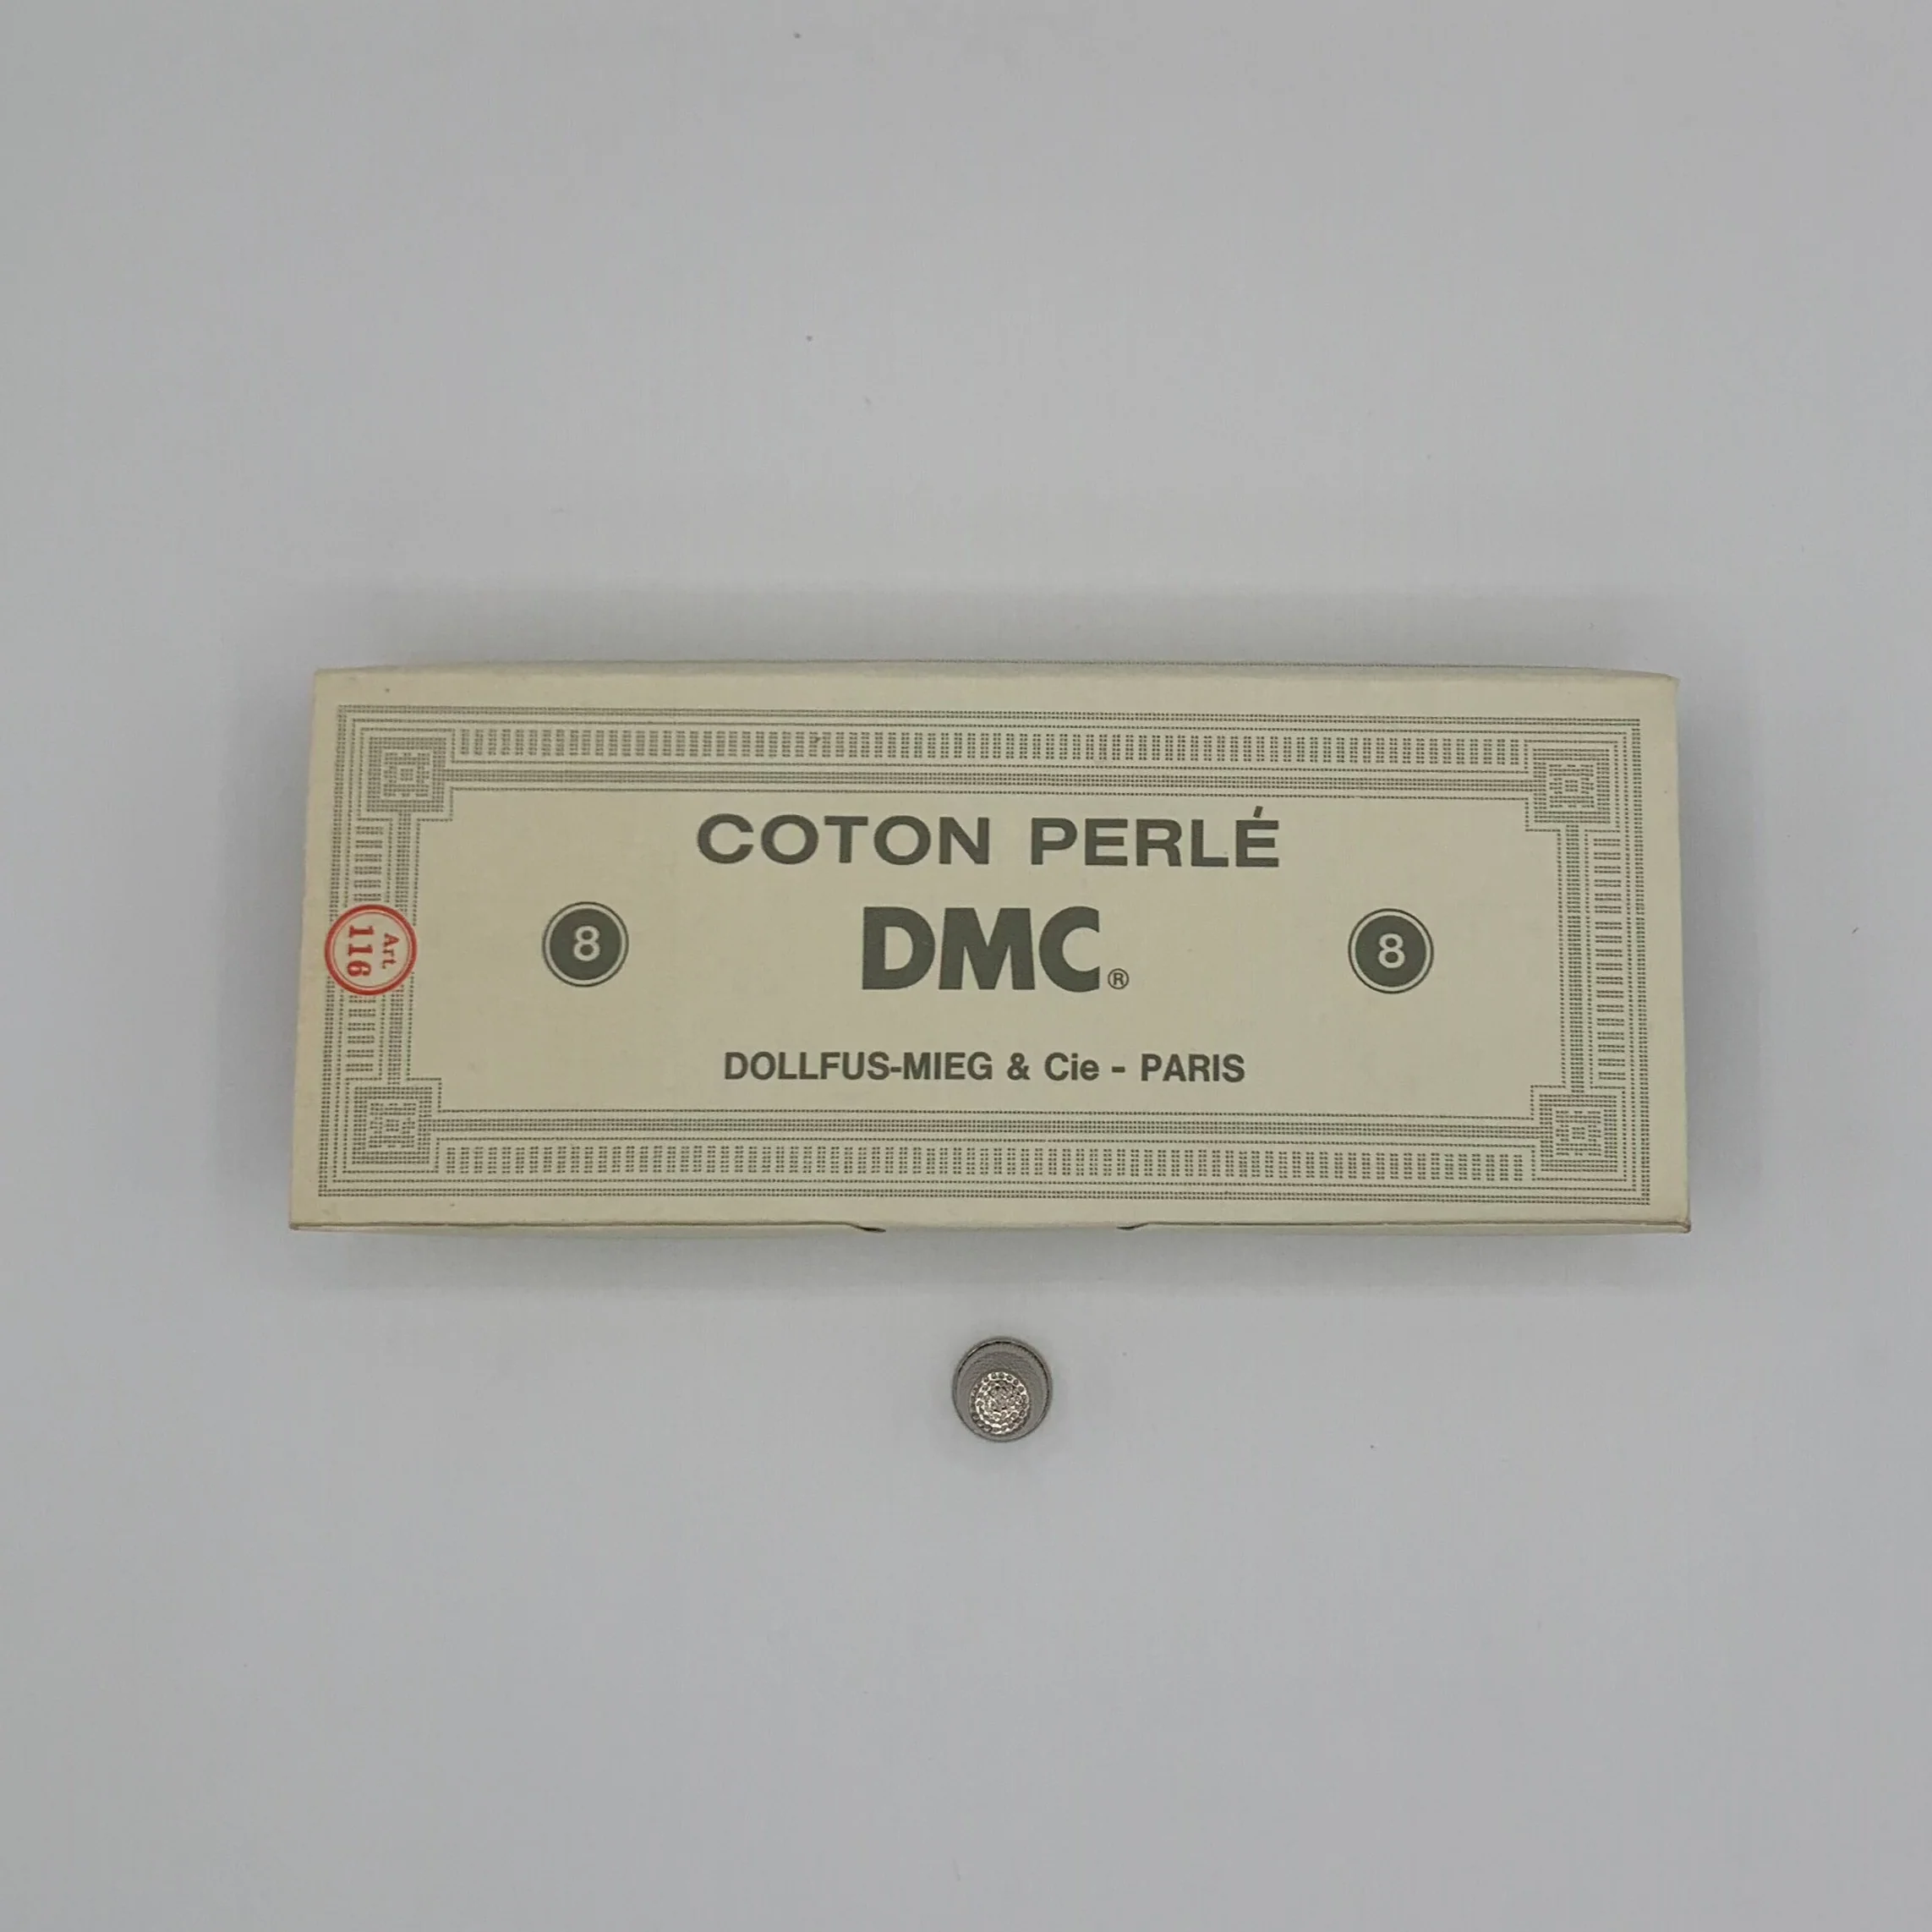 COTON PERLÉ
8 DMC® 8
Art. 116
DOLLFUS-MIEG & Cie - PARIS